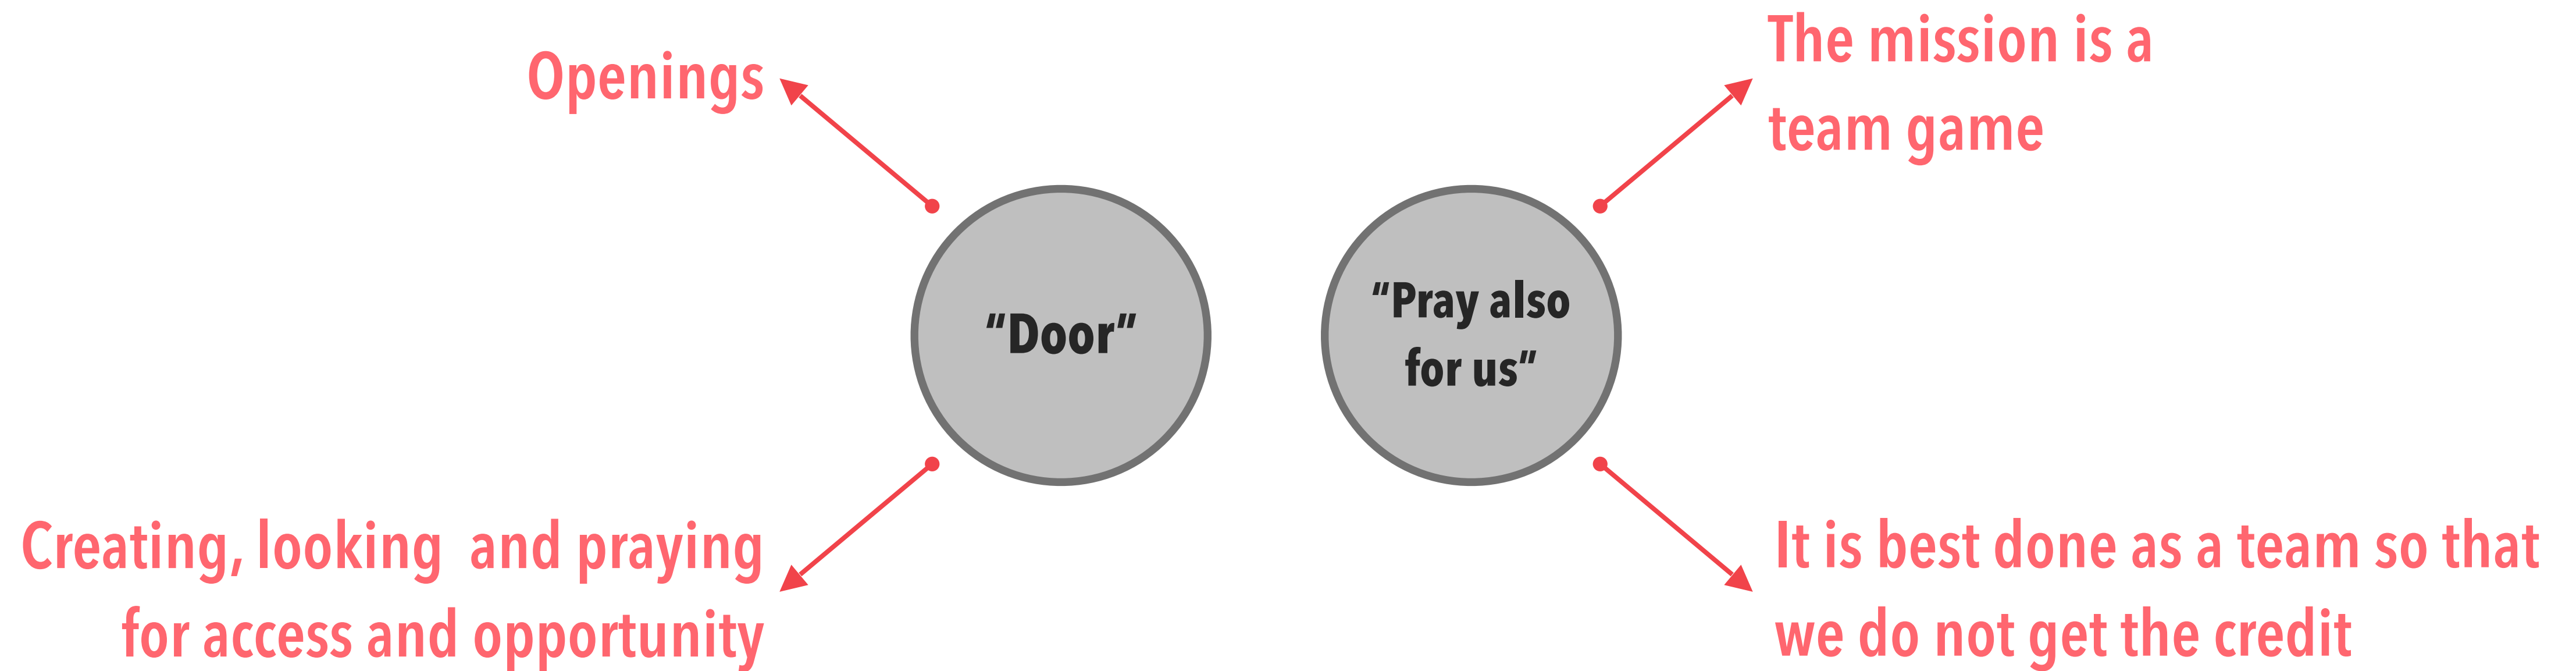 Openings
"Door"
Creating, looking and praying
for access and opportunity
The mission is a
team game
"Pray also
for us"
It is best done as a team so that
we do not get the credit